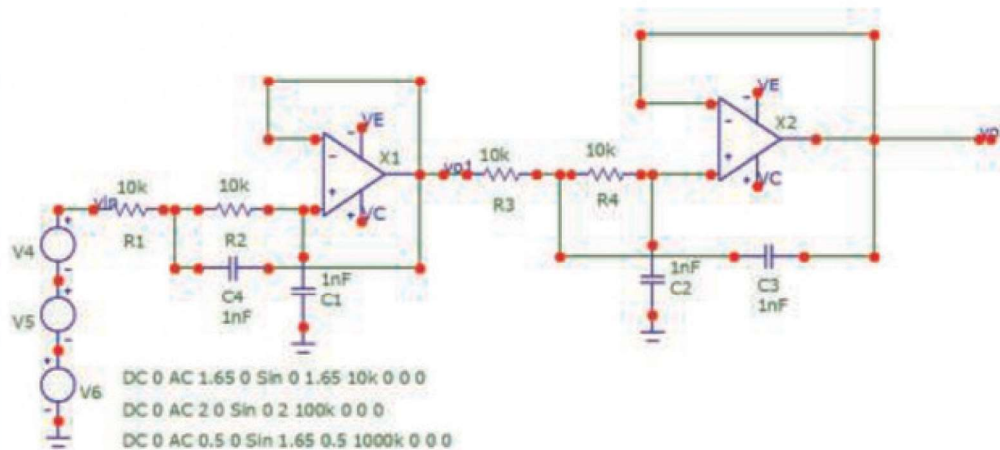 VE
X2
VE
X1
10k
10k
VC
vo1
10k
10k
vin
VC
R3
R4
R1
R2
V4
1nF
C1
C4
1nF
1nF
C2
C3
1nF
V5
V6
DC 0 AC 1.65 0 Sin 0 1.65 10k 0 0 0
DC 0 AC 2 0 Sin 0 2 100k 0 0 0
DC 0 AC 0.5 0 Sin 1.65 0.5 1000k 0 0 0